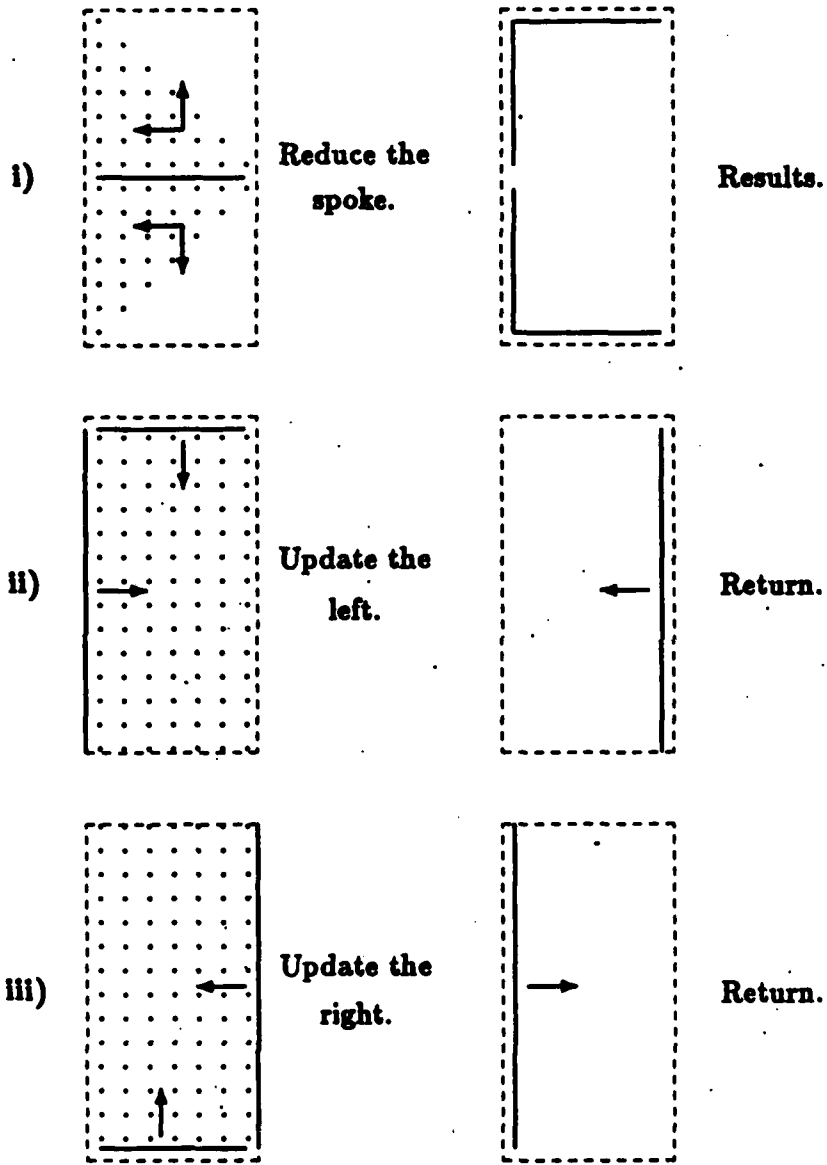 i)
Reduce the
spoke.
Results.
ii)
Update the
left.
Return.
iii)
Update the
right.
Return.